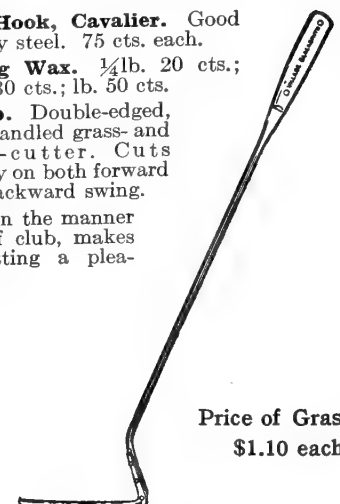 Hook, Cavalier. Good
y steel. 75 cts. each.
g Wax. ¼lb. 20 cts.;
30 cts.; lb. 50 cts.
. Double-edged,
andled grass- and
-cutter. Cuts
y on both forward
ackward swing.
n the manner
f club, makes
sting a plea-
Price of Gras
$1.10 each